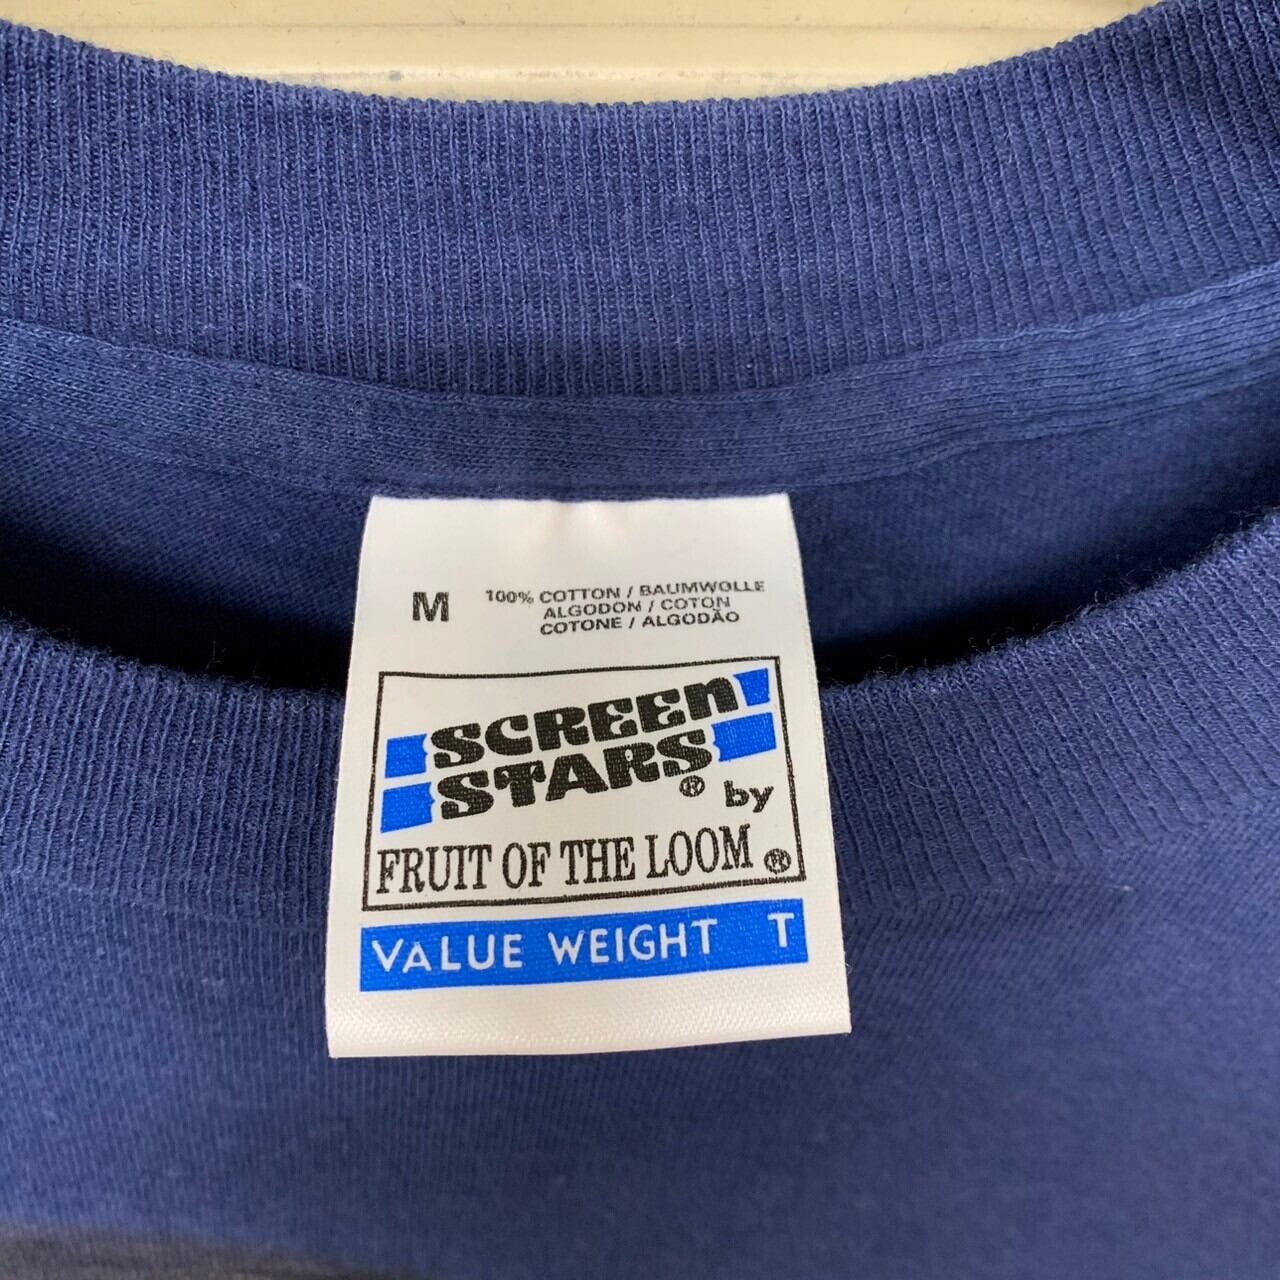 M
100% COTTON / BAUMWOLLE
ALGODON / COTON
COTONE / ALGODÃO
SCREEN
STARS® by
FRUIT OF THE LOOM®
VALUE WEIGHT T